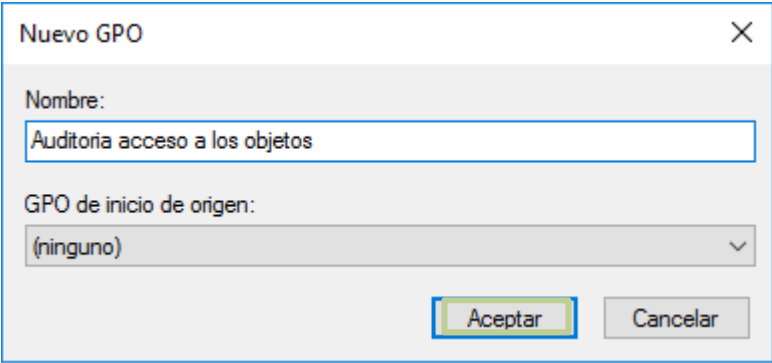 Nuevo GPO
Nombre:
Auditoria acceso a los objetos
GPO de inicio de origen:
(ninguno)
Aceptar Cancelar